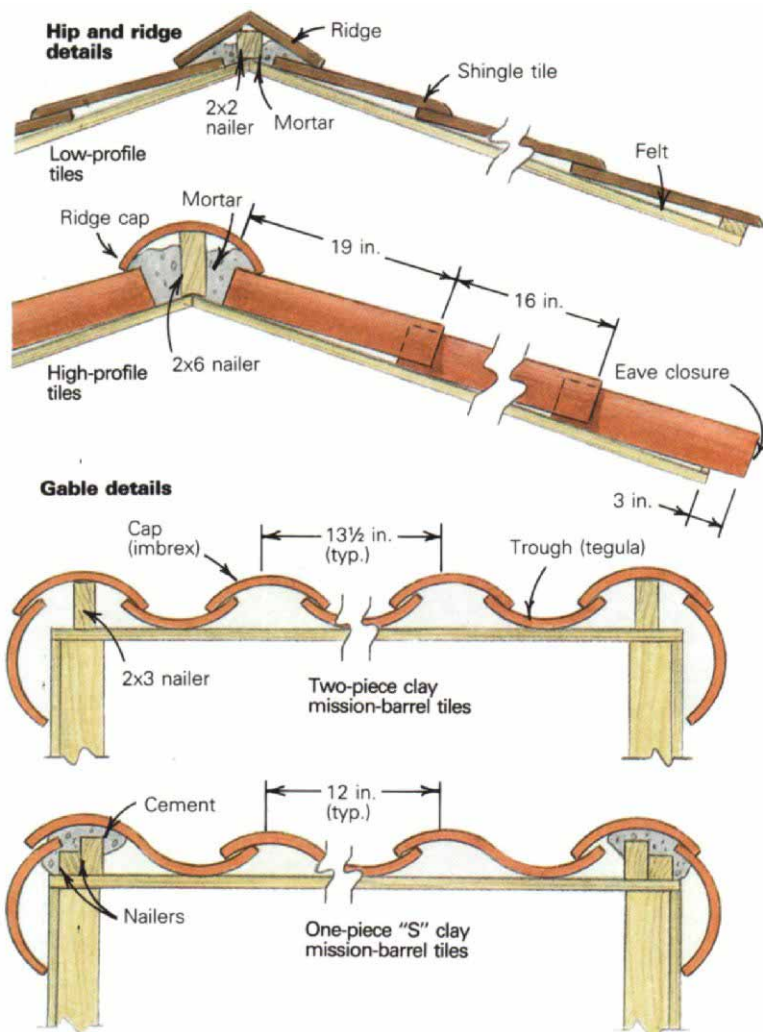 Hip and ridge
details
Ridge
Shingle tile
2x2
nailer
Mortar
Low-profile
tiles
Felt
Mortar
Ridge cap
19 in.
16 in.
2x6 nailer
High-profile
tiles
Eave closure
3 in.
Gable details
Cap
(imbrex)
13½ in.
(typ.)
Trough (tegula)
2x3 nailer
Two-piece clay
mission-barrel tiles
Cement
12 in.
(typ.)
Nailers
One-piece "S" clay
mission-barrel tiles